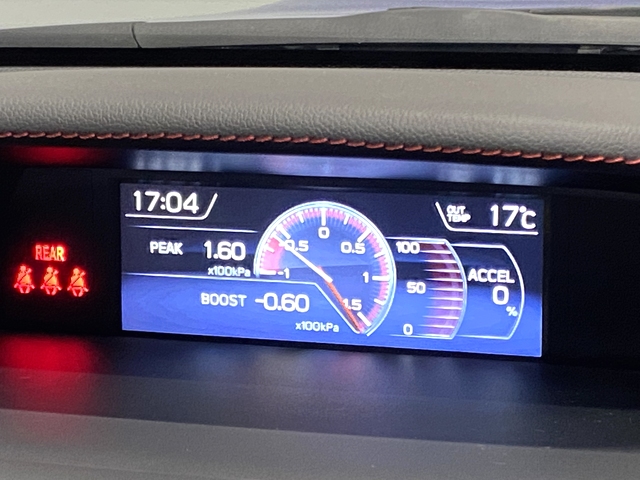 17:04
OUT TEMP 17°C
REAR
PEAK 1.60
x100kPa
BOOST -0.60
x100kPa
-1 -0.5 0 0.5 1 1.5
100
50
0
ACCEL
0
%